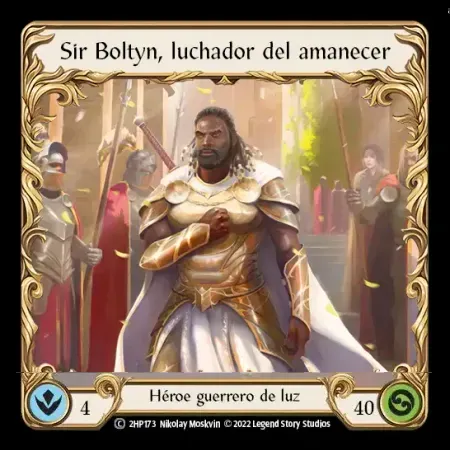 Sir Boltyn, luchador del amanecer
Héroe guerrero de luz
4
40
© 2HP173 Nikolay Moskvin © 2022 Legend Story Studios